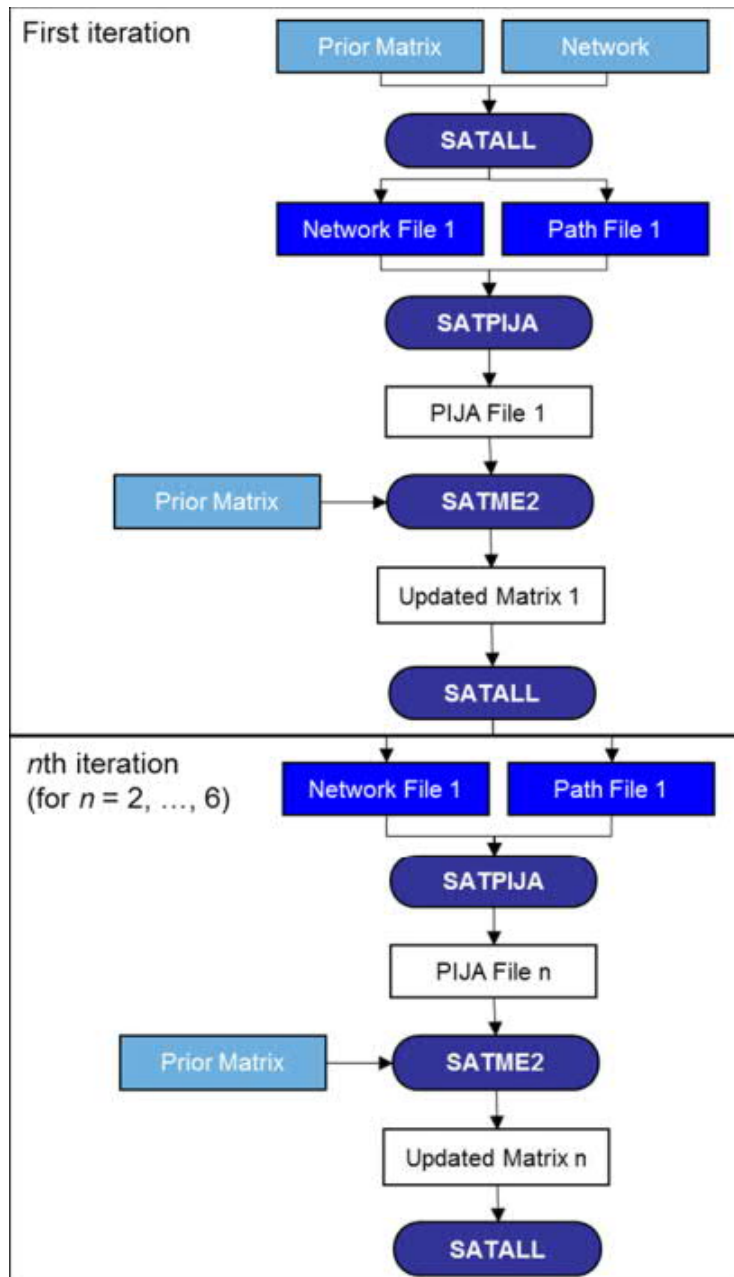 First iteration
Prior Matrix
Network
SATALL
Network File 1
Path File 1
SATPIJA
PIJA File 1
Prior Matrix
SATME2
Updated Matrix 1
SATALL
nth iteration
(for n = 2, …, 6)
Network File 1
Path File 1
SATPIJA
PIJA File n
Prior Matrix
SATME2
Updated Matrix n
SATALL